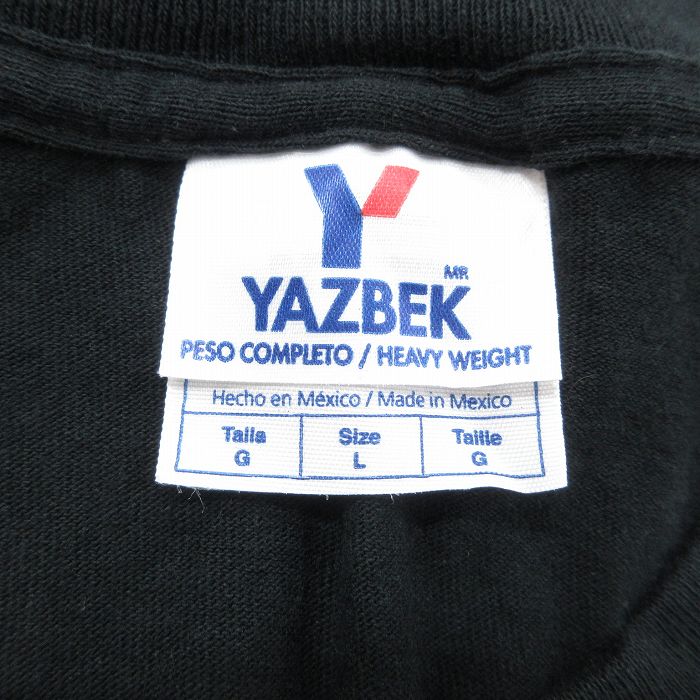 Y
MR
YAZBEK
PESO COMPLETO / HEAVY WEIGHT
Hecho en México / Made in Mexico
Talla Size Taille
G L G